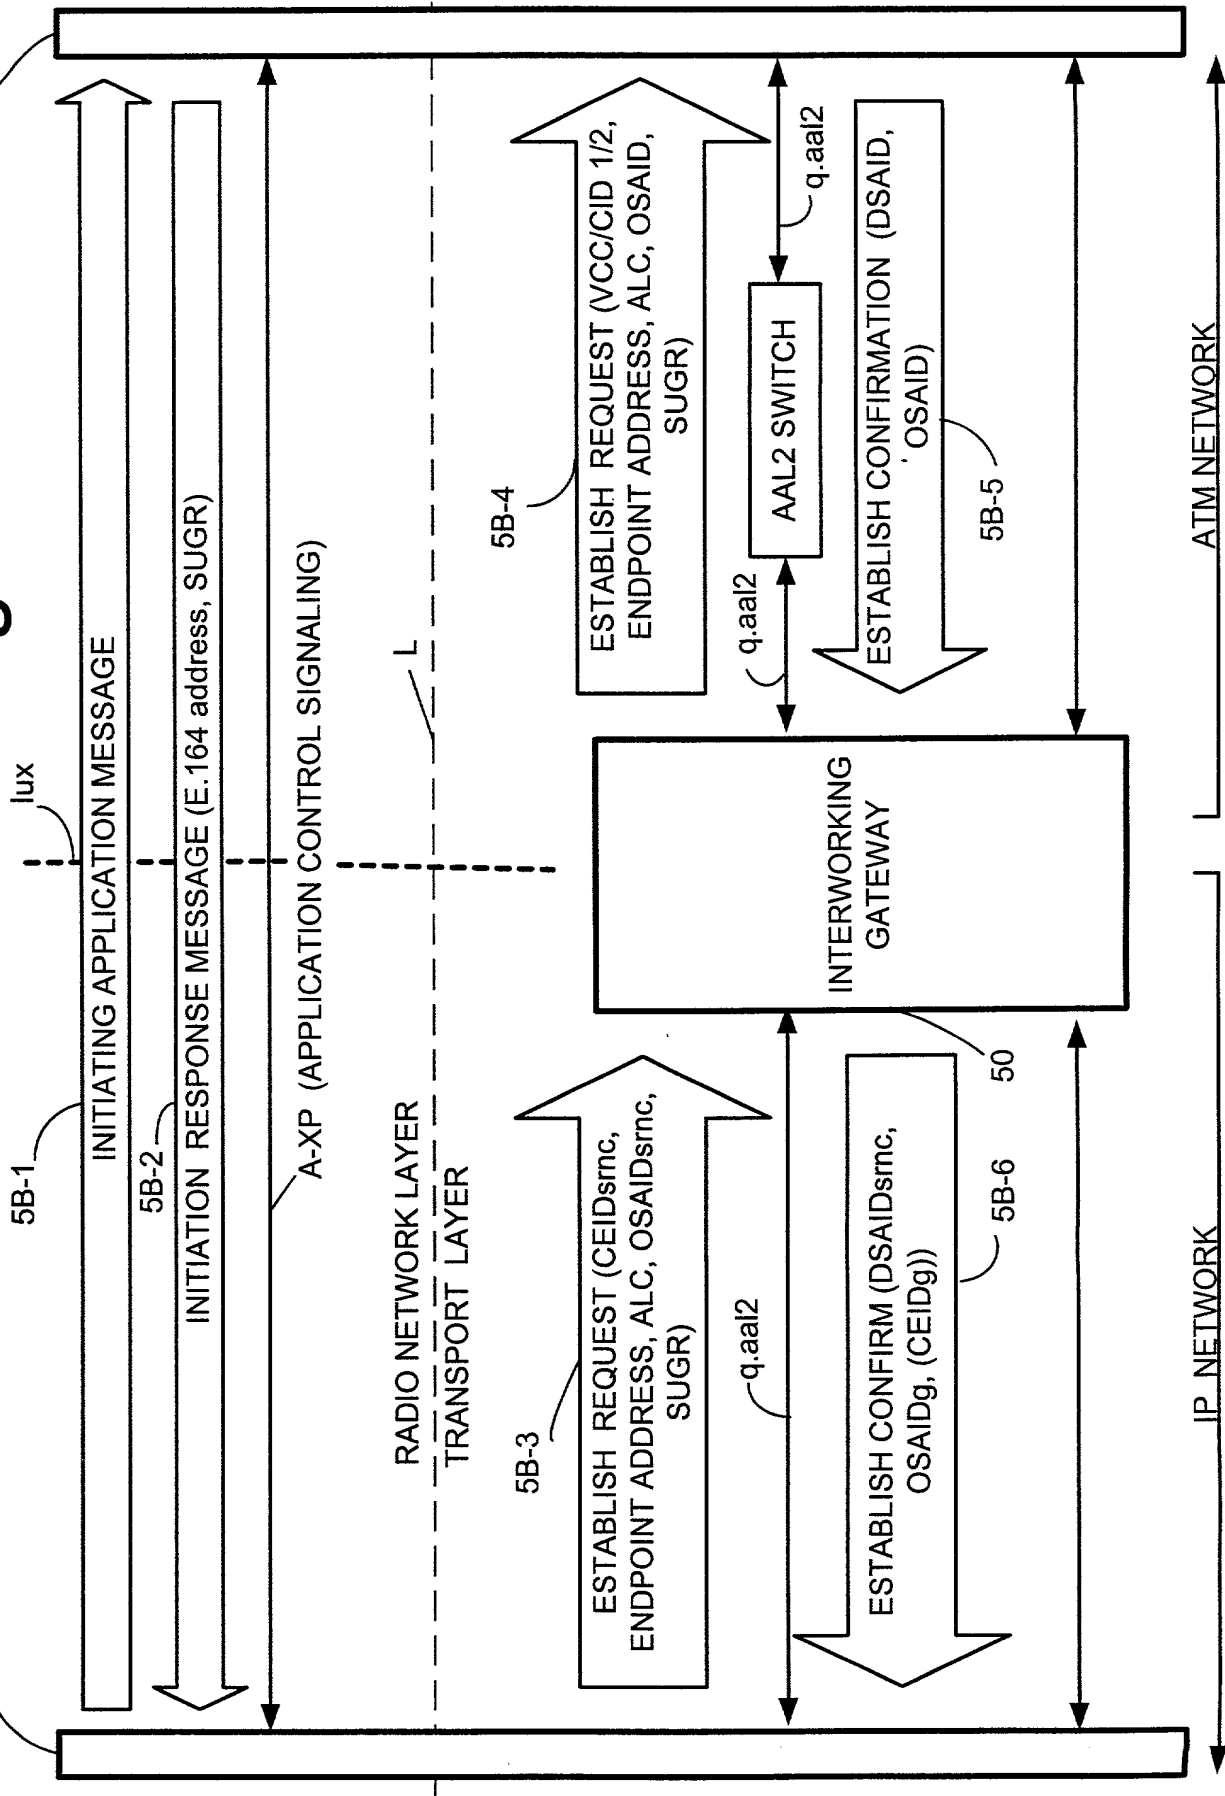 g
Iux
5B-1
INITIATING APPLICATION MESSAGE
5B-2
INITIATION RESPONSE MESSAGE (E.164 address, SUGR)
A-XP (APPLICATION CONTROL SIGNALING)
L
RADIO NETWORK LAYER
TRANSPORT LAYER
5B-3
ESTABLISH REQUEST (CEIDsrnc,
ENDPOINT ADDRESS, ALC, OSAIDsrnc,
SUGR)
5B-4
ESTABLISH REQUEST (VCC/CID 1/2,
ENDPOINT ADDRESS, ALC, OSAID,
SUGR)
q.aal2
q.aal2
AAL2 SWITCH
q.aal2
INTERWORKING
GATEWAY
50
ESTABLISH CONFIRM (DSAIDsrnc,
OSAIDg, (CEIDg))
5B-6
ESTABLISH CONFIRMATION (DSAID,
OSAID)
5B-5
IP NETWORK
ATM NETWORK